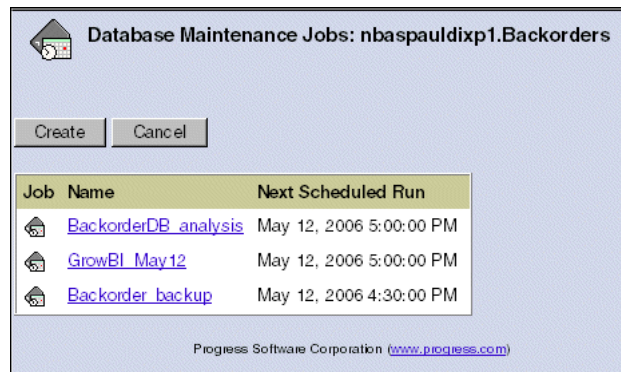 Database Maintenance Jobs: nbaspauldixp1.Backorders
Create Cancel
Job Name Next Scheduled Run
BackorderDB_analysis May 12, 2006 5:00:00 PM
GrowBI_May12 May 12, 2006 5:00:00 PM
Backorder_backup May 12, 2006 4:30:00 PM
Progress Software Corporation (www.progress.com)